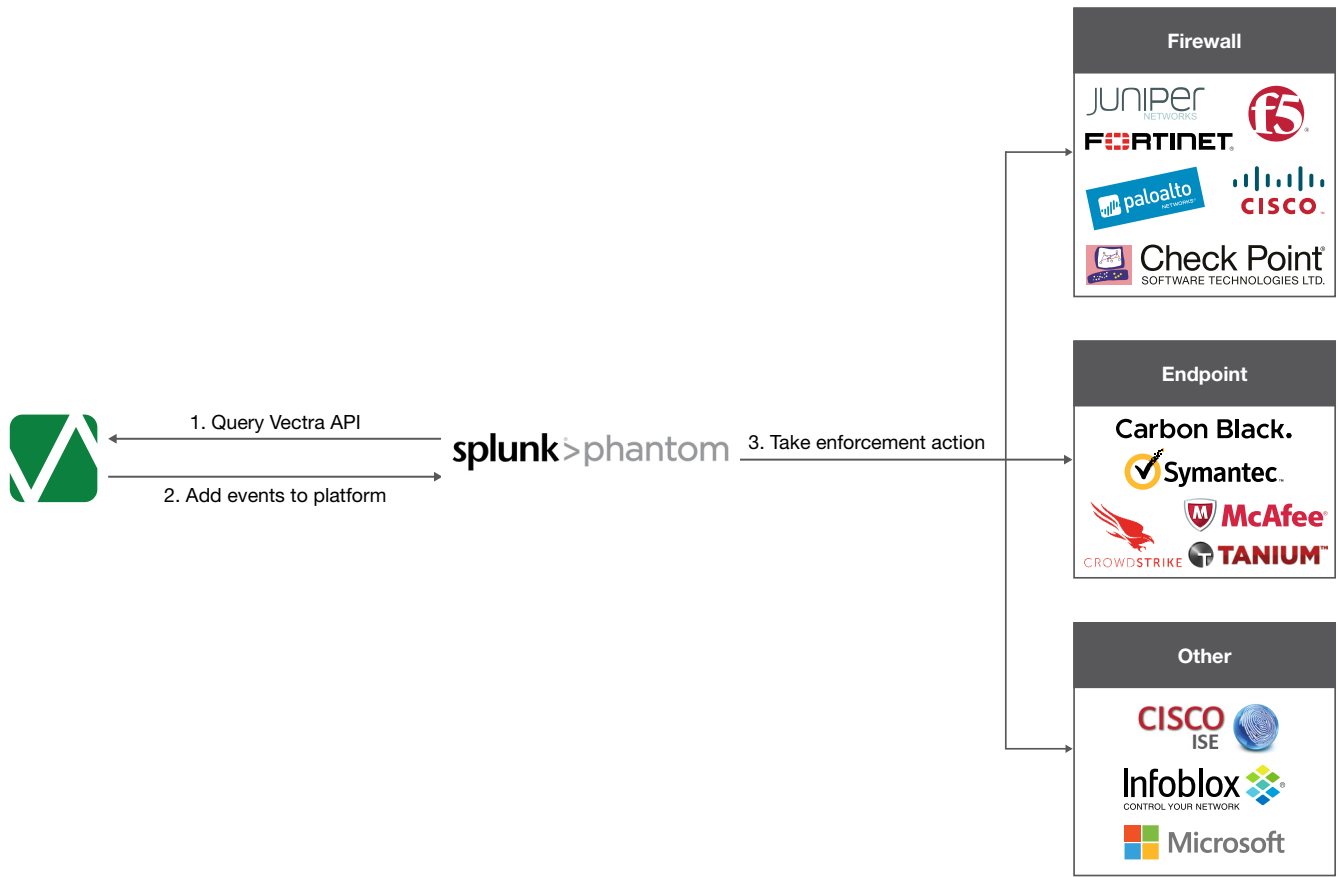 1. Query Vectra API
2. Add events to platform
splunk>phantom
3. Take enforcement action
Firewall
JUNIPER
NETWORKS
f5
FORTINET
paloalto
NETWORKS
CISCO
Check Point
SOFTWARE TECHNOLOGIES LTD.
Endpoint
Carbon Black.
Symantec
McAfee
CROWDSTRIKE
TANIUM
Other
CISCO
ISE
Infoblox
CONTROL YOUR NETWORK
Microsoft